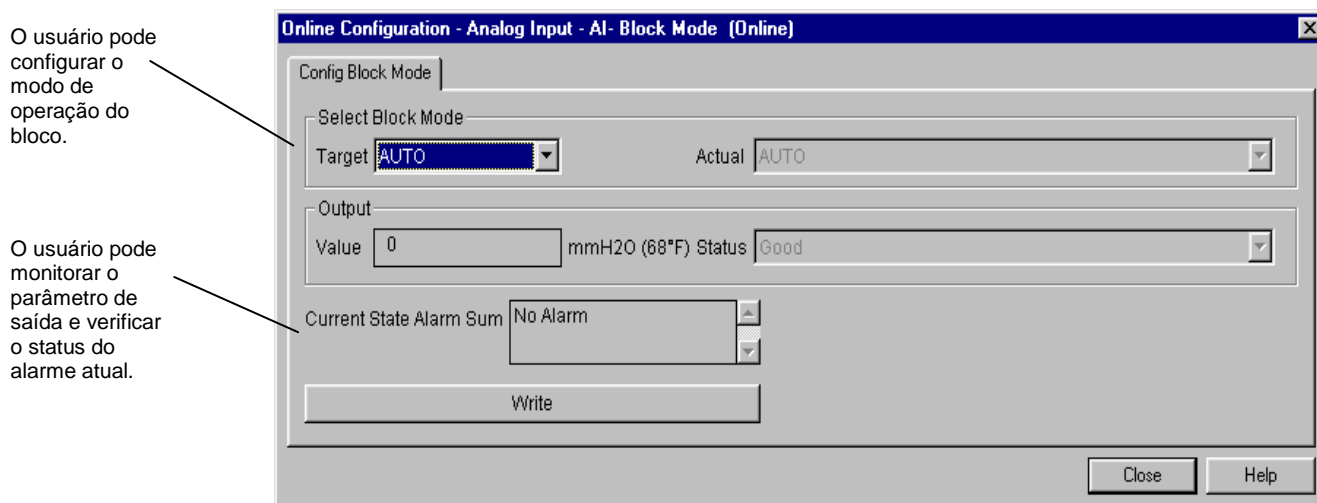 O usuário pode
configurar o
modo de
operação do
bloco.
O usuário pode
monitorar o
parâmetro de
saída e verificar
o status do
alarme atual.
Online Configuration - Analog Input - AI- Block Mode (Online)
Config Block Mode
Select Block Mode
Target AUTO Actual AUTO
Output
Value 0 mmH2O (68°F) Status Good
Current State Alarm Sum No Alarm
Write
Close Help